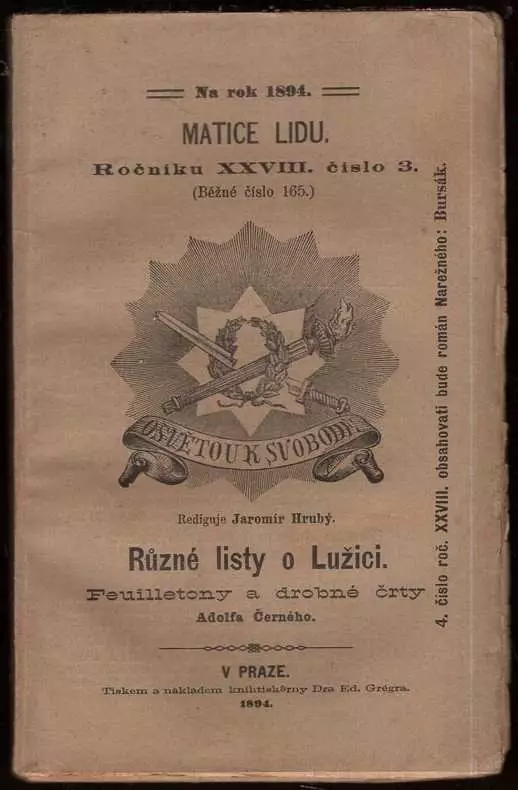 Na rok 1894.
MATICE LIDU.
Ročníku XXVIII. číslo 3.
(Běžné číslo 165.)
OSVĚTOU K SVOBODĚ
Rediguje Jaromír Hrubý.
Různé listy o Lužici.
Feuilletony a drobné črty
Adolfa Černého.
V PRAZE.
Tiskem a nákladem knihtiskárny Dra Ed. Grégra.
1894.
4. číslo roč. XXVIII. obsahovati bude román Narežného: Bursák.